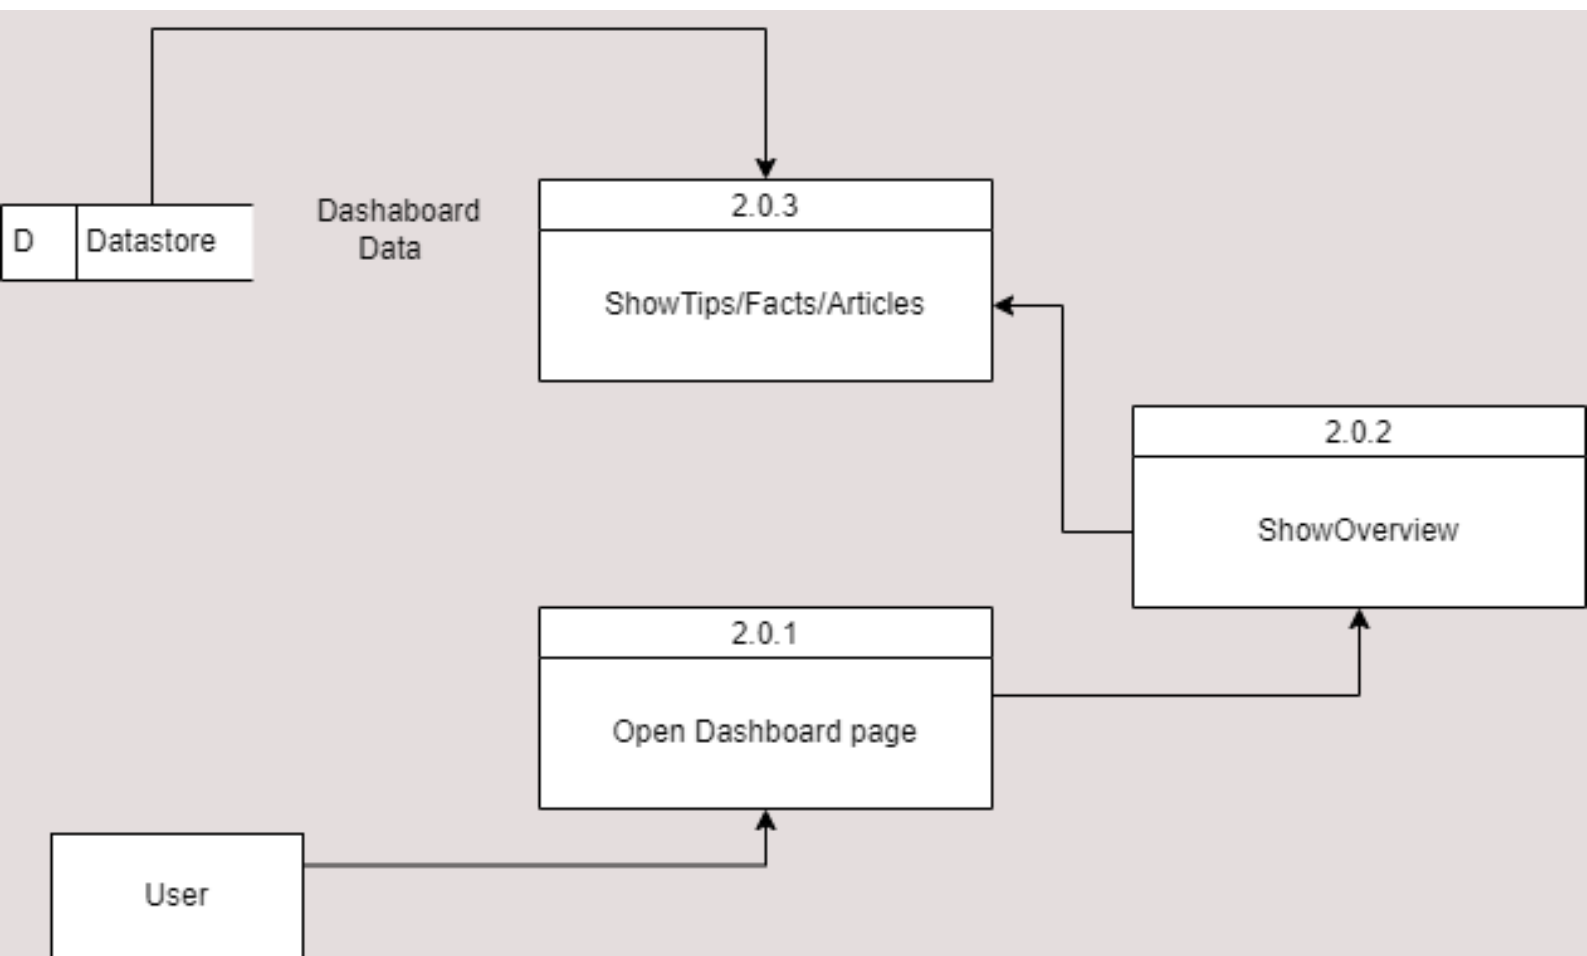 2.0.3
D
Datastore
Dashaboard
Data
ShowTips/Facts/Articles
2.0.2
ShowOverview
2.0.1
Open Dashboard page
User